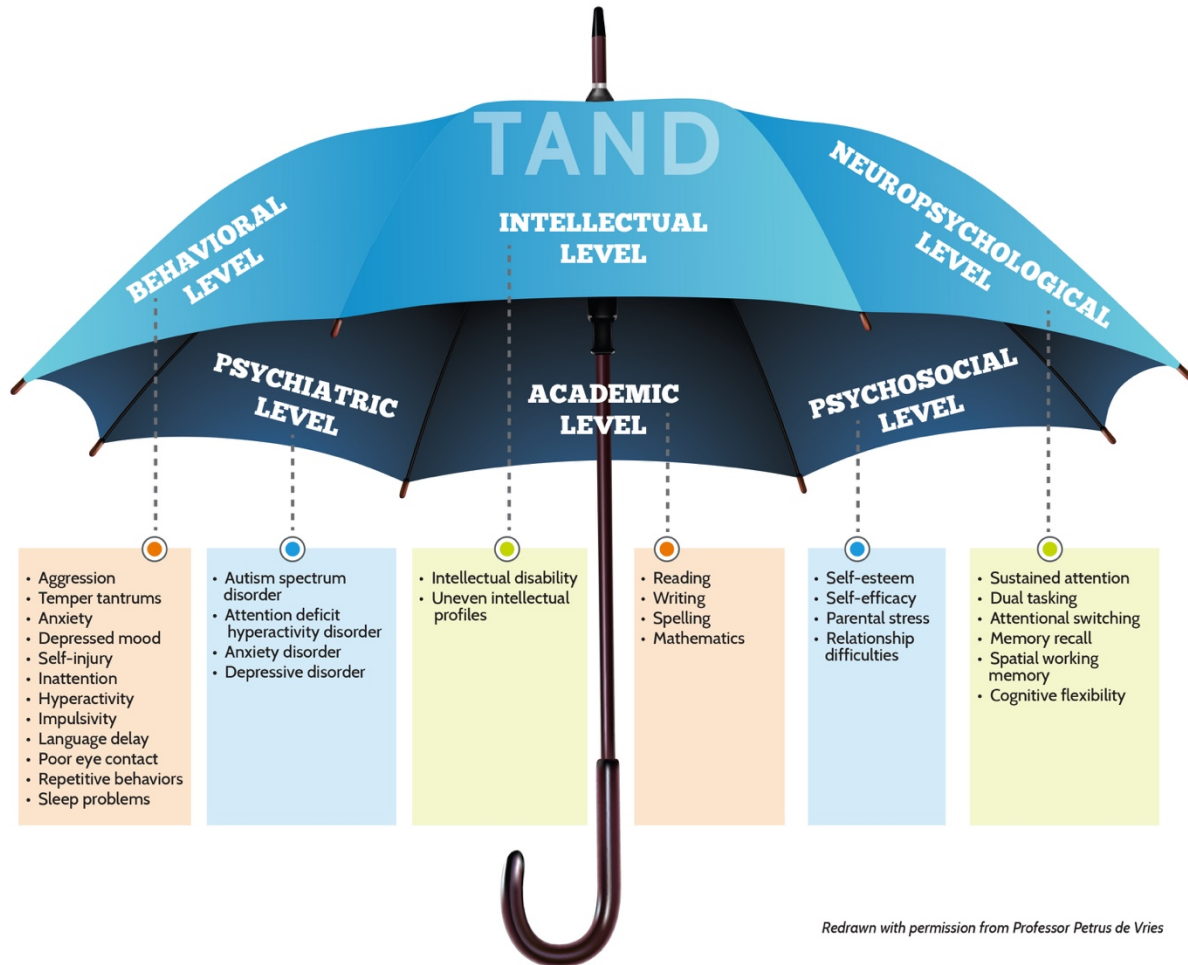 TAND
BEHAVIORAL
LEVEL
INTELLECTUAL
LEVEL
NEUROPSYCHOLOGICAL
LEVEL
PSYCHIATRIC
LEVEL
ACADEMIC
LEVEL
PSYCHOSOCIAL
LEVEL
• Aggression
• Temper tantrums
• Anxiety
• Depressed mood
• Self-injury
• Inattention
• Hyperactivity
• Impulsivity
• Language delay
• Poor eye contact
• Repetitive behaviors
• Sleep problems
• Autism spectrum
disorder
• Attention deficit
hyperactivity disorder
• Anxiety disorder
• Depressive disorder
• Intellectual disability
• Uneven intellectual
profiles
• Reading
• Writing
• Spelling
• Mathematics
• Self-esteem
• Self-efficacy
• Parental stress
• Relationship
difficulties
• Sustained attention
• Dual tasking
• Attentional switching
• Memory recall
• Spatial working
memory
• Cognitive flexibility
Redrawn with permission from Professor Petrus de Vries